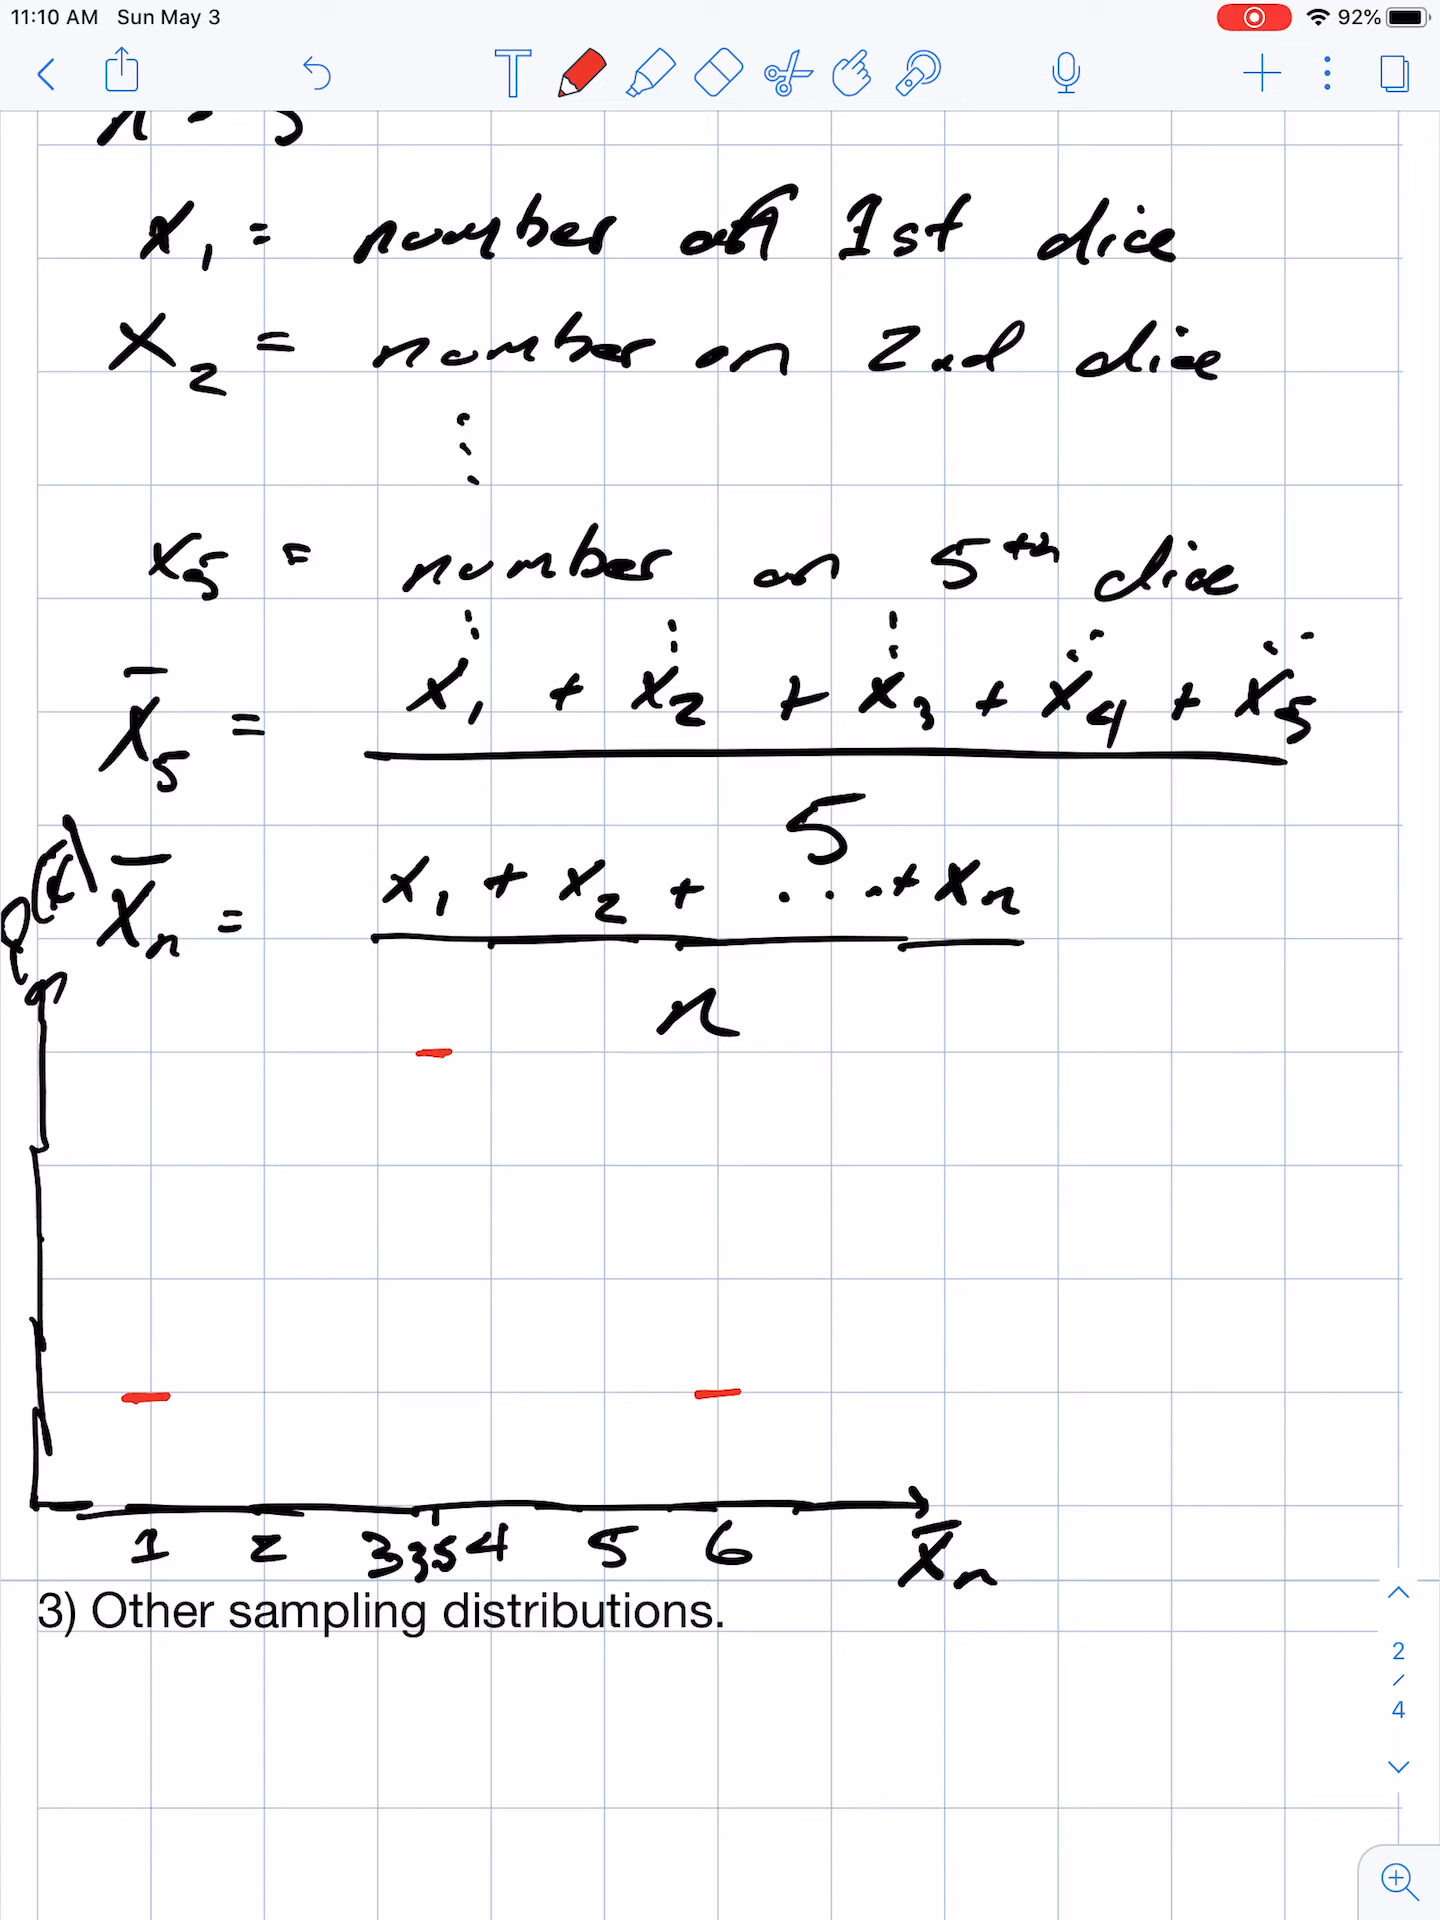 11:10 AM Sun May 3 92%
n = 5
X₁ = number on 1st dice
X₂ = number on 2nd dice
⋮
X₅ = number on 5th dice
X̄₅ = X₁ + X₂ + X₃ + X₄ + X₅
5
P(x)
X̄ₙ = X₁ + X₂ + ... + Xₙ
n
1 2 3 3.5 4 5 6 X̄ₙ
3) Other sampling distributions.
2
/
4